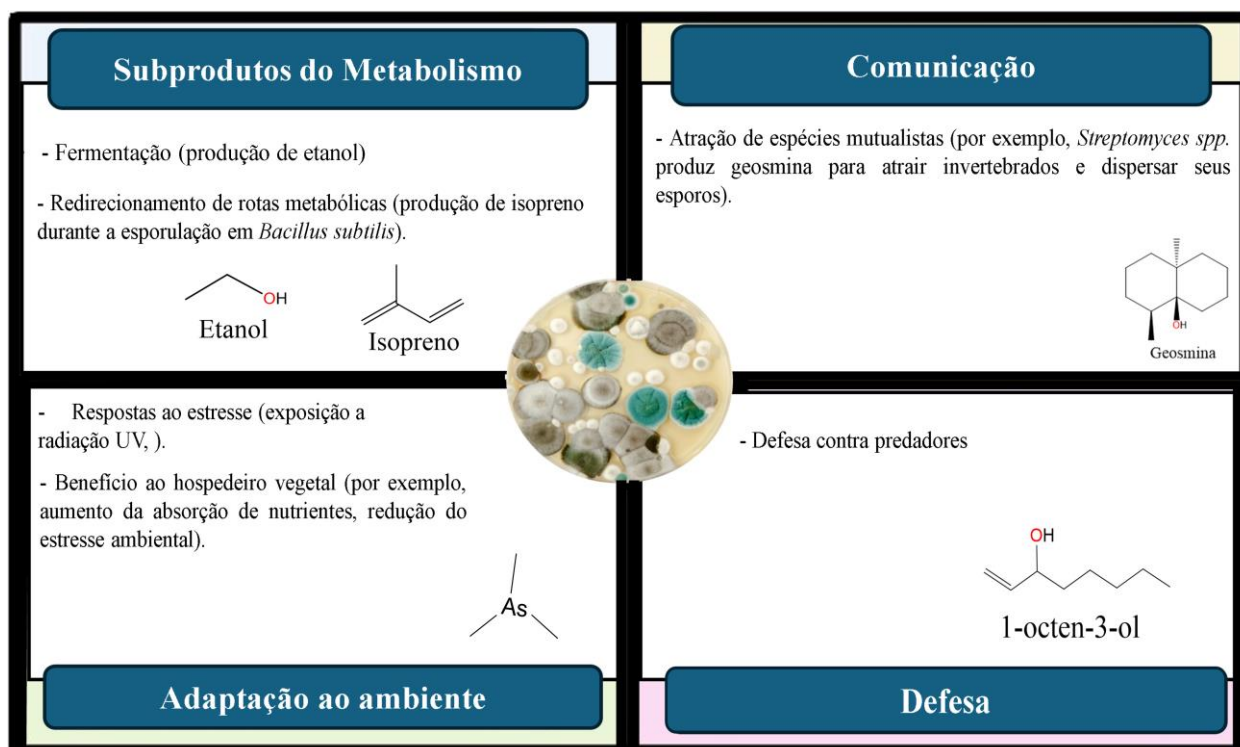 Subprodutos do Metabolismo
- Fermentação (produção de etanol)
- Redirecionamento de rotas metabólicas (produção de isopreno
durante a esporulação em Bacillus subtilis).
OH
Etanol
Isopreno
Comunicação
- Atração de espécies mutualistas (por exemplo, Streptomyces spp.
produz geosmina para atrair invertebrados e dispersar seus
esporos).
OH
Geosmina
- Respostas ao estresse (exposição a
radiação UV, ).
- Benefício ao hospedeiro vegetal (por exemplo,
aumento da absorção de nutrientes, redução do
estresse ambiental).
As
Adaptação ao ambiente
- Defesa contra predadores
OH
1-octen-3-ol
Defesa